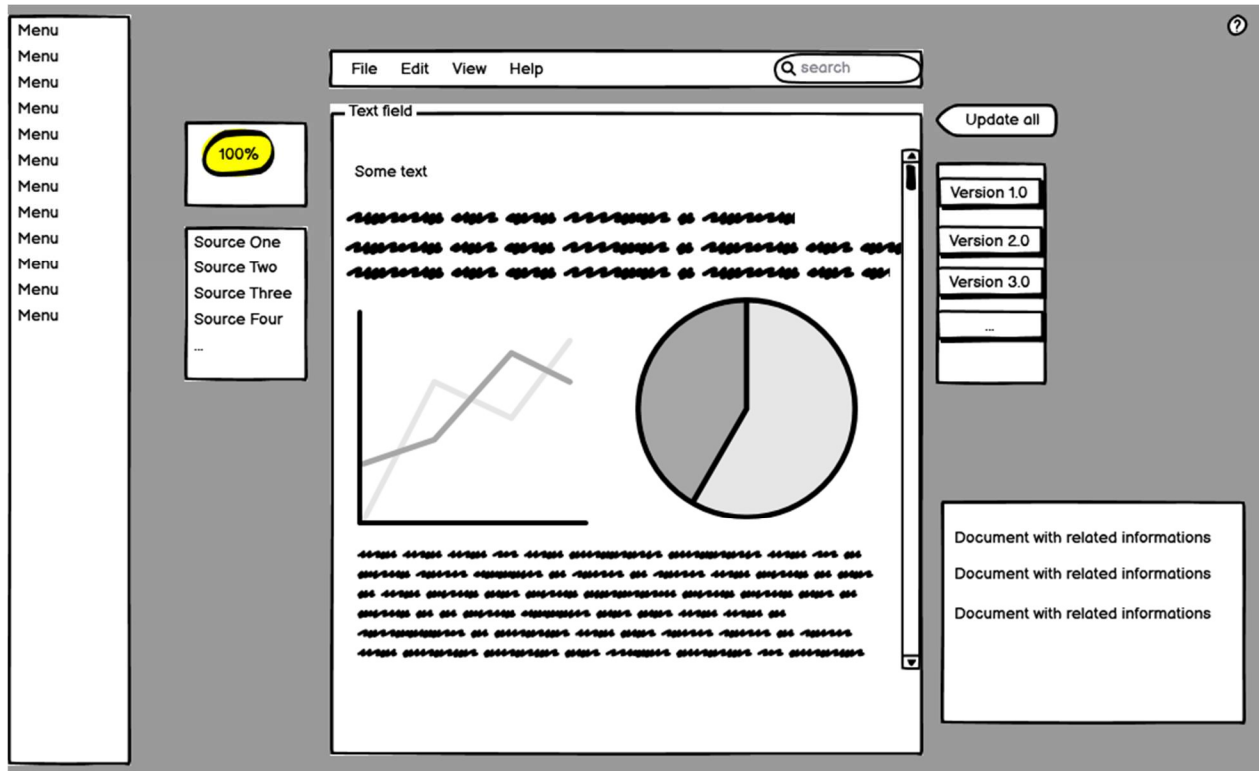 Menu
Menu
Menu
Menu
Menu
Menu
Menu
Menu
Menu
Menu
Menu
Menu
100%
Source One
Source Two
Source Three
Source Four
...
File Edit View Help
search
Text field
Some text
?
Update all
Version 1.0
Version 2.0
Version 3.0
...
Document with related informations
Document with related informations
Document with related informations